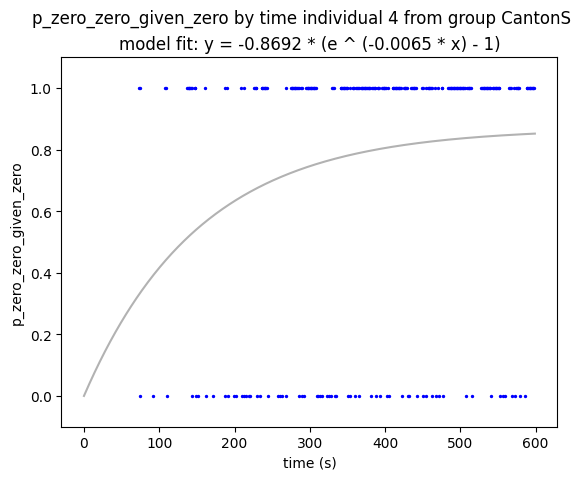 p_zero_zero_given_zero by time individual 4 from group CantonS
model fit: y = -0.8692 * (e ^ (-0.0065 * x) - 1)
1.0
0.8
0.6
0.4
0.2
0.0
p_zero_zero_given_zero
0 100 200 300 400 500 600
time (s)